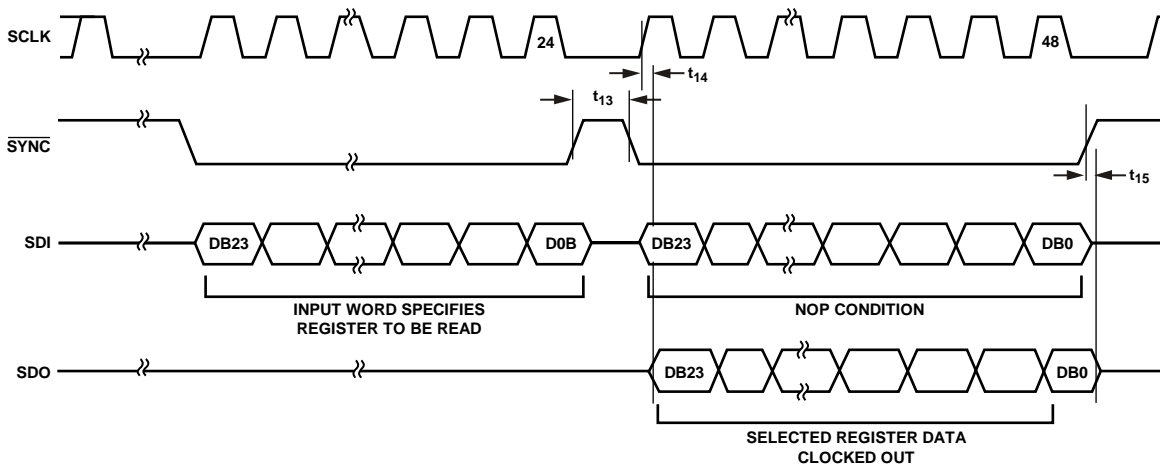 SCLK
24
48
t14
t13
SYNC
t15
SDI
DB23
D0B
DB23
DB0
INPUT WORD SPECIFIES
REGISTER TO BE READ
NOP CONDITION
SDO
DB23
DB0
SELECTED REGISTER DATA
CLOCKED OUT